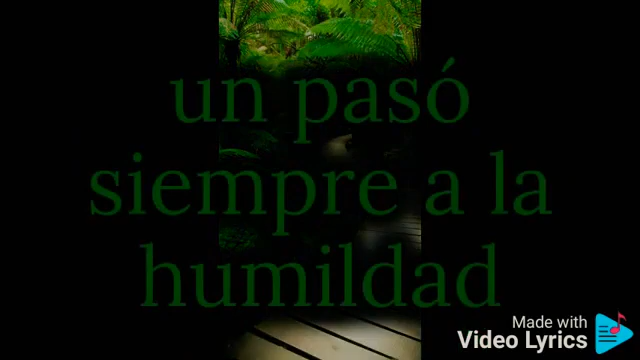 un pasó
siempre a la
humildad
Made with
Video Lyrics